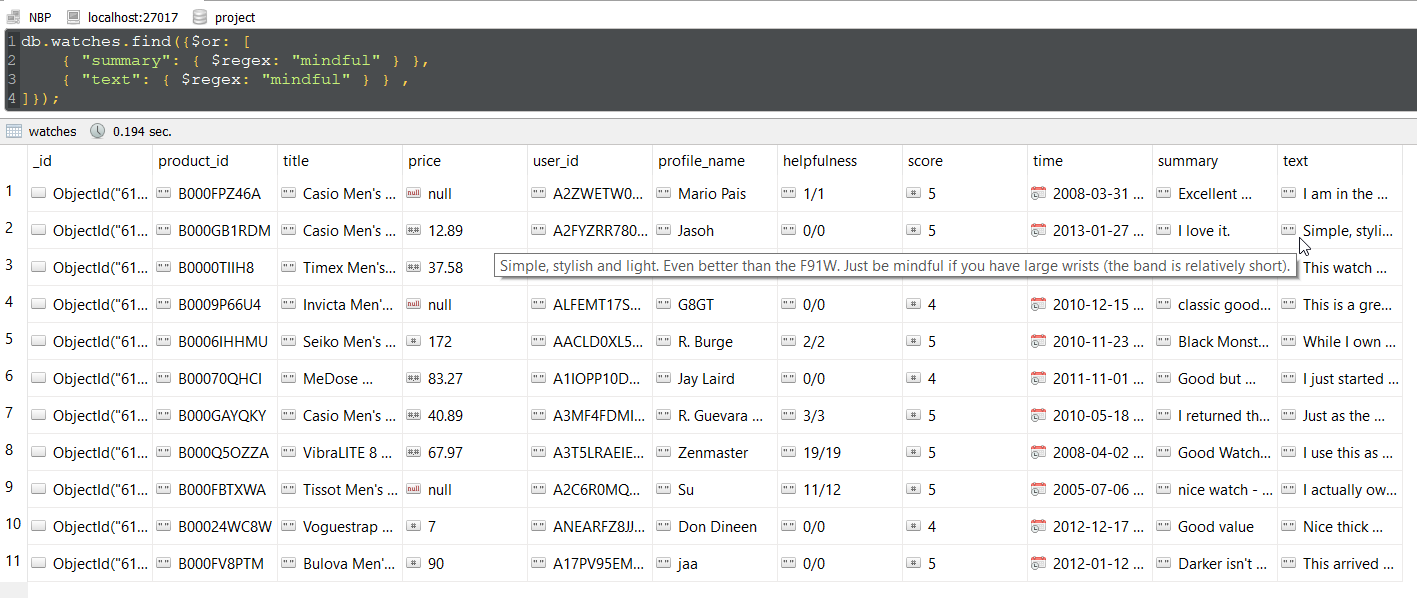 NBP localhost:27017 project
1 db.watches.find({$or: [
2 { "summary": { $regex: "mindful" } },
3 { "text": { $regex: "mindful" } } ,
4 ]});
watches 0.194 sec.
_id product_id title price user_id profile_name helpfulness score time summary text
1 ObjectId("61... B000FPZ46A Casio Men's ... null A2ZWETW0... Mario Pais 1/1 5 2008-03-31 ... Excellent ... I am in the ...
2 ObjectId("61... B000GB1RDM Casio Men's ... 12.89 A2FYZRR780... Jasoh 0/0 5 2013-01-27 ... I love it. Simple, styli...
3 ObjectId("61... B0000TIIH8 Timex Men's... 37.58 Simple, stylish and light. Even better than the F91W. Just be mindful if you have large wrists (the band is relatively short). This watch ...
4 ObjectId("61... B0009P66U4 Invicta Men'... null ALFEMT17S... G8GT 0/0 4 2010-12-15 ... classic good... This is a gre...
5 ObjectId("61... B0006IHHMU Seiko Men's ... 172 AACLD0XL5... R. Burge 2/2 5 2010-11-23 ... Black Monst... While I own ...
6 ObjectId("61... B00070QHCI MeDose ... 83.27 A1IOPP10D... Jay Laird 0/0 4 2011-11-01 ... Good but ... I just started ...
7 ObjectId("61... B000GAYQKY Casio Men's ... 40.89 A3MF4FDMI... R. Guevara ... 3/3 5 2010-05-18 ... I returned th... Just as the ...
8 ObjectId("61... B000Q5OZZA VibraLITE 8 ... 67.97 A3T5LRAEIE... Zenmaster 19/19 5 2008-04-02 ... Good Watch... I use this as ...
9 ObjectId("61... B000FBTXWA Tissot Men's ... null A2C6R0MQ... Su 11/12 5 2005-07-06 ... nice watch - ... I actually ow...
10 ObjectId("61... B00024WC8W Voguestrap ... 7 ANEARFZ8JJ... Don Dineen 0/0 4 2012-12-17 ... Good value Nice thick ...
11 ObjectId("61... B000FV8PTM Bulova Men'... 90 A17PV95EM... jaa 0/0 5 2012-01-12 ... Darker isn't ... This arrived ...